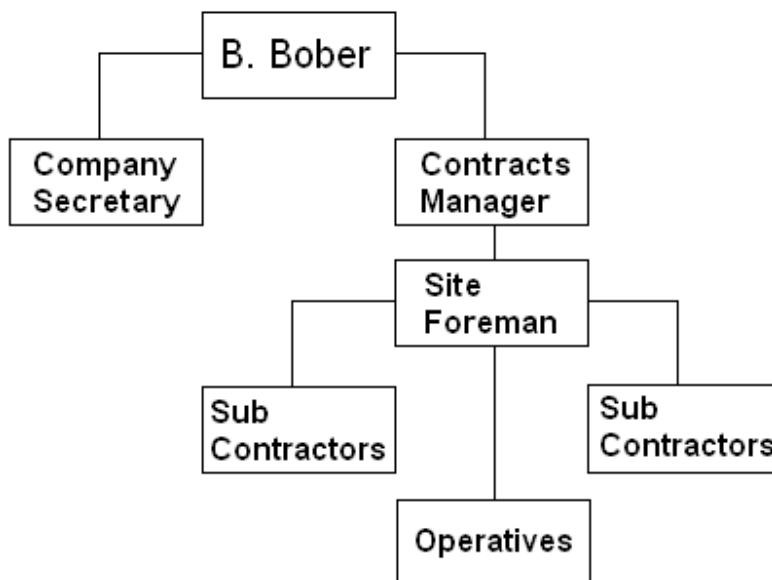 B. Bober
Company
Secretary
Contracts
Manager
Site
Foreman
Sub
Contractors
Sub
Contractors
Operatives